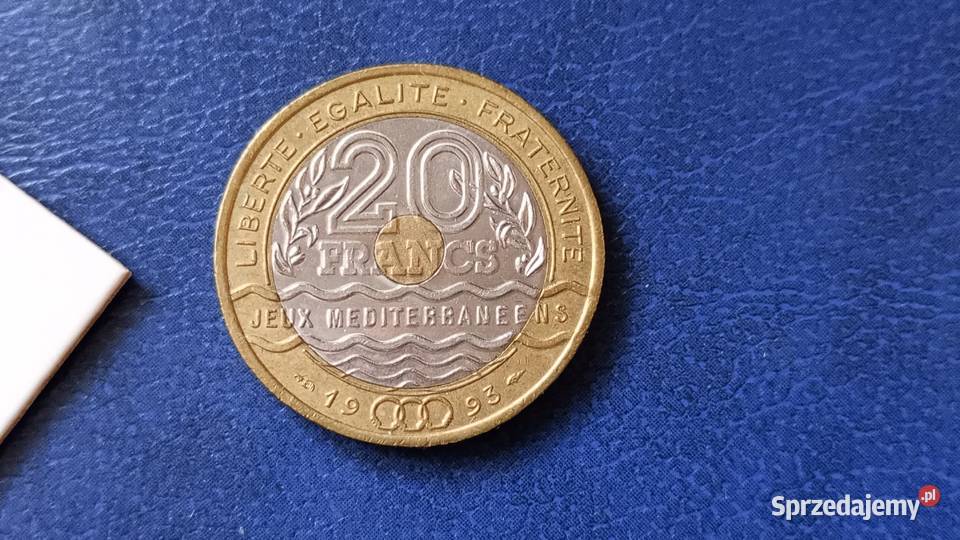 LIBERTE · EGALITE · FRATERNITE
20
FRANCS
JEUX MEDITERRANEENS
1993
Sprzedajemy.pl